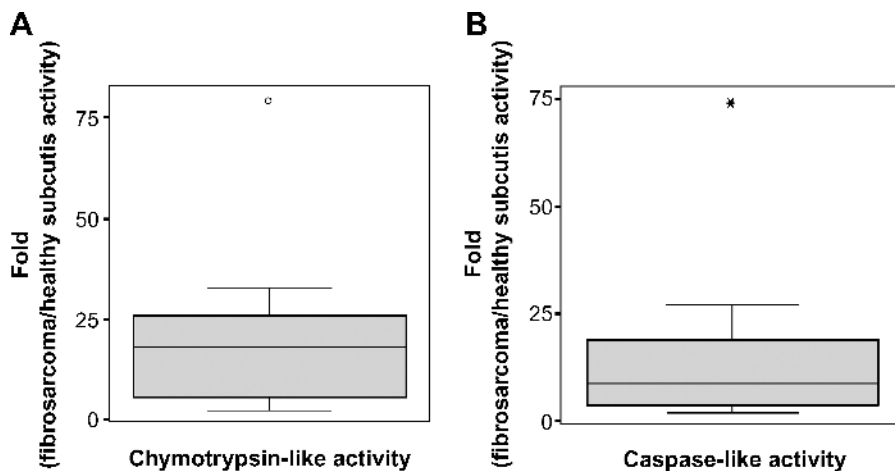 A
Fold
(fibrosarcoma/healthy subcutis activity)
75
50
25
0
Chymotrypsin-like activity
B
Fold
(fibrosarcoma/healthy subcutis activity)
75
50
25
0
Caspase-like activity